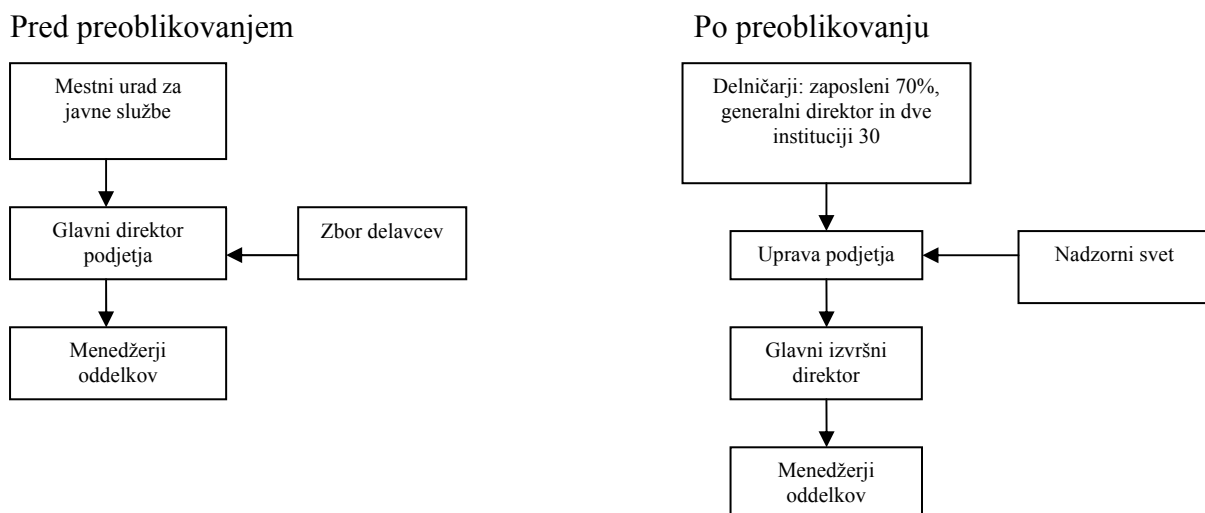 Pred preoblikovanjem
Mestni urad za
javne službe
Glavni direktor
podjetja
Zbor delavcev
Menedžerji
oddelkov
Po preoblikovanju
Delničarji: zaposleni 70%,
generalni direktor in dve
instituciji 30
Uprava podjetja
Nadzorni svet
Glavni izvršni
direktor
Menedžerji
oddelkov